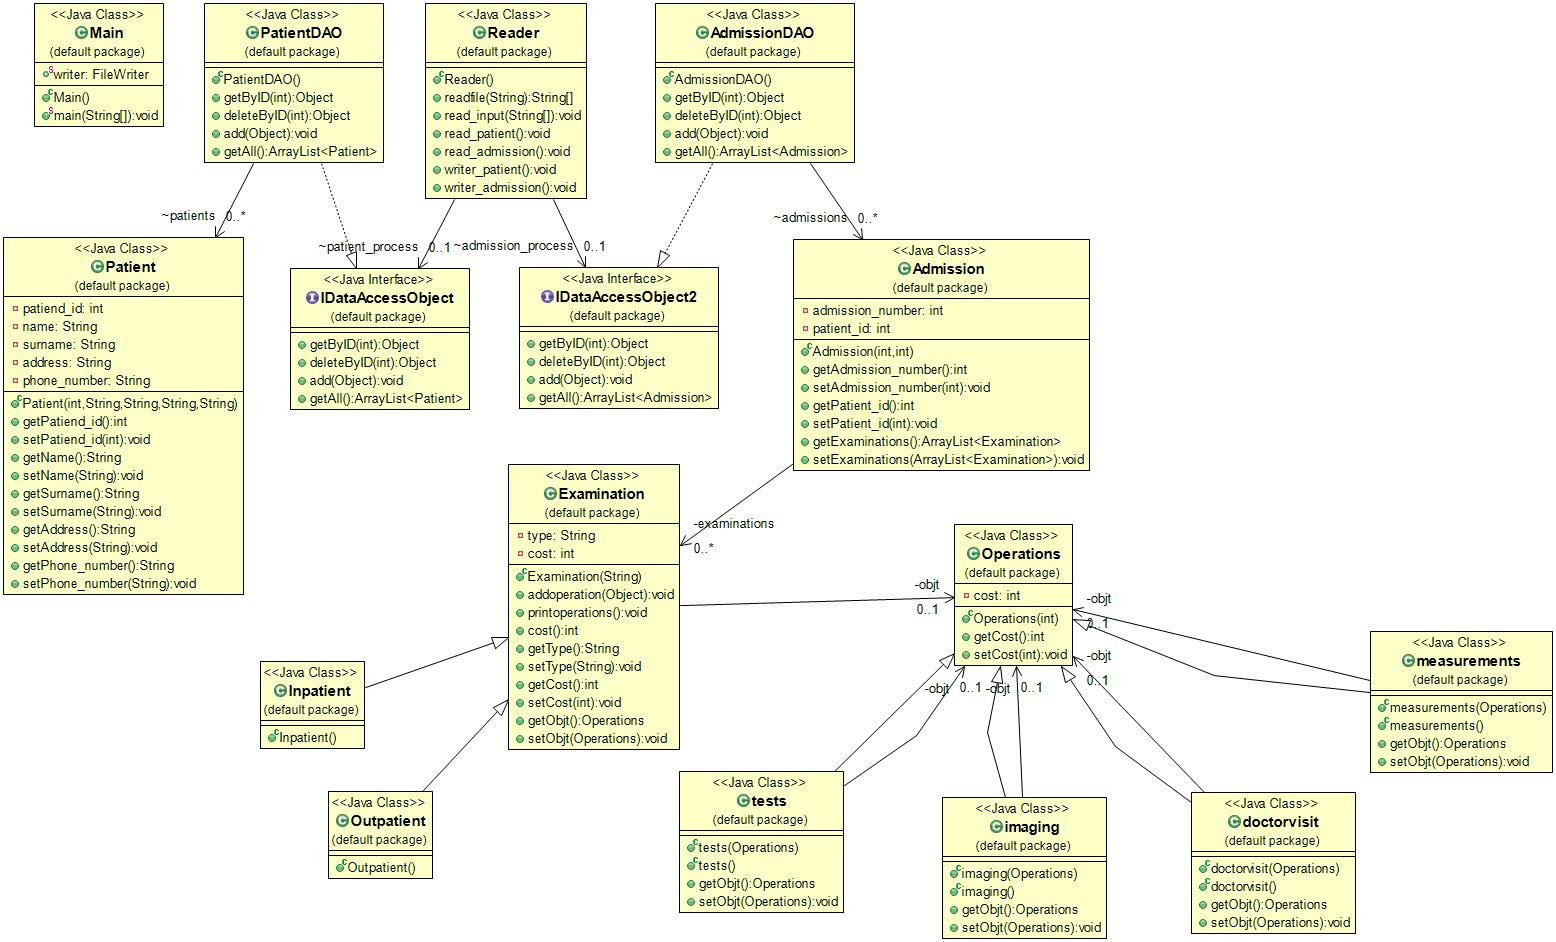 <<Java Class>>
Main
(default package)
writer: FileWriter
Main()
main(String[]):void
<<Java Class>>
PatientDAO
(default package)
PatientDAO()
getByID(int):Object
deleteByID(int):Object
add(Object):void
getAll():ArrayList<Patient>
<<Java Class>>
Reader
(default package)
Reader()
readfile(String):String[]
read_input(String[]):void
read_patient():void
read_admission():void
writer_patient():void
writer_admission():void
<<Java Class>>
AdmissionDAO
(default package)
AdmissionDAO()
getByID(int):Object
deleteByID(int):Object
add(Object):void
getAll():ArrayList<Admission>
~patients 0..*
~patient_process 0..1
~admission_process 0..1
~admissions 0..*
<<Java Class>>
Patient
(default package)
patiend_id: int
name: String
surname: String
address: String
phone_number: String
Patient(int,String,String,String,String)
getPatiend_id():int
setPatiend_id(int):void
getName():String
setName(String):void
getSurname():String
setSurname(String):void
getAddress():String
setAddress(String):void
getPhone_number():String
setPhone_number(String):void
<<Java Interface>>
IDataAccessObject
(default package)
getByID(int):Object
deleteByID(int):Object
add(Object):void
getAll():ArrayList<Patient>
<<Java Interface>>
IDataAccessObject2
(default package)
getByID(int):Object
deleteByID(int):Object
add(Object):void
getAll():ArrayList<Admission>
<<Java Class>>
Admission
(default package)
admission_number: int
patient_id: int
Admission(int,int)
getAdmission_number():int
setAdmission_number(int):void
getPatient_id():int
setPatient_id(int):void
getExaminations():ArrayList<Examination>
setExaminations(ArrayList<Examination>):void
-examinations
0..*
<<Java Class>>
Examination
(default package)
type: String
cost: int
Examination(String)
addoperation(Object):void
printoperations():void
cost():int
getType():String
setType(String):void
getCost():int
setCost(int):void
getObjt():Operations
setObjt(Operations):void
-objt
0..1
<<Java Class>>
Operations
(default package)
cost: int
Operations(int)
getCost():int
setCost(int):void
-objt
0..1
-objt
0..1
-objt 0..1
-objt 0..1
<<Java Class>>
Inpatient
(default package)
Inpatient()
<<Java Class>>
Outpatient
(default package)
Outpatient()
<<Java Class>>
tests
(default package)
tests(Operations)
tests()
getObjt():Operations
setObjt(Operations):void
<<Java Class>>
imaging
(default package)
imaging(Operations)
imaging()
getObjt():Operations
setObjt(Operations):void
<<Java Class>>
doctorvisit
(default package)
doctorvisit(Operations)
doctorvisit()
getObjt():Operations
setObjt(Operations):void
<<Java Class>>
measurements
(default package)
measurements(Operations)
measurements()
getObjt():Operations
setObjt(Operations):void